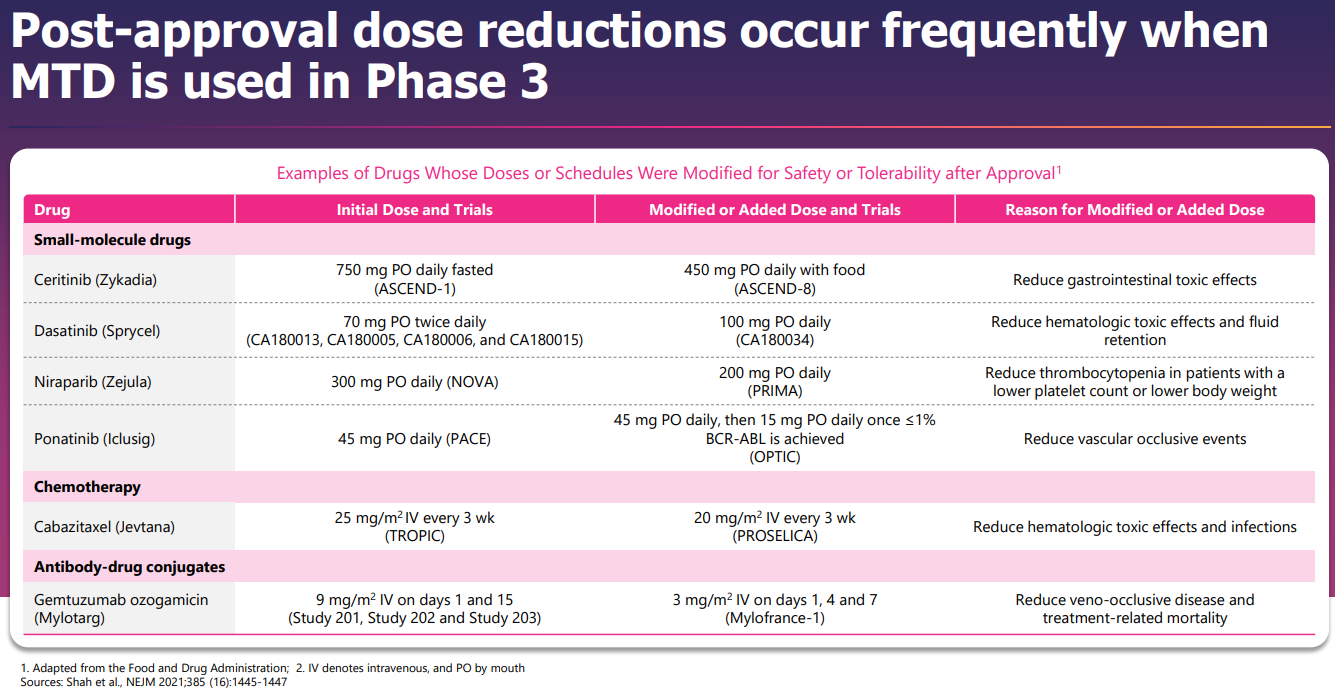 Post-approval dose reductions occur frequently when
MTD is used in Phase 3
Examples of Drugs Whose Doses or Schedules Were Modified for Safety or Tolerability after Approval1
Drug
Initial Dose and Trials
Modified or Added Dose and Trials
Reason for Modified or Added Dose
Small-molecule drugs
Ceritinib (Zykadia)
750 mg PO daily fasted
(ASCEND-1)
450 mg PO daily with food
(ASCEND-8)
Reduce gastrointestinal toxic effects
Dasatinib (Sprycel)
70 mg PO twice daily
(CA180013, CA180005, CA180006, and CA180015)
100 mg PO daily
(CA180034)
Reduce hematologic toxic effects and fluid
retention
Niraparib (Zejula)
300 mg PO daily (NOVA)
200 mg PO daily
(PRIMA)
Reduce thrombocytopenia in patients with a
lower platelet count or lower body weight
Ponatinib (Iclusig)
45 mg PO daily (PACE)
45 mg PO daily, then 15 mg PO daily once ≤1%
BCR-ABL is achieved
(OPTIC)
Reduce vascular occlusive events
Chemotherapy
Cabazitaxel (Jevtana)
25 mg/m2 IV every 3 wk
(TROPIC)
20 mg/m2 IV every 3 wk
(PROSELICA)
Reduce hematologic toxic effects and infections
Antibody-drug conjugates
Gemtuzumab ozogamicin
(Mylotarg)
9 mg/m2 IV on days 1 and 15
(Study 201, Study 202 and Study 203)
3 mg/m2 IV on days 1, 4 and 7
(Mylofrance-1)
Reduce veno-occlusive disease and
treatment-related mortality
1. Adapted from the Food and Drug Administration; 2. IV denotes intravenous, and PO by mouth
Sources: Shah et al., NEJM 2021;385 (16):1445-1447